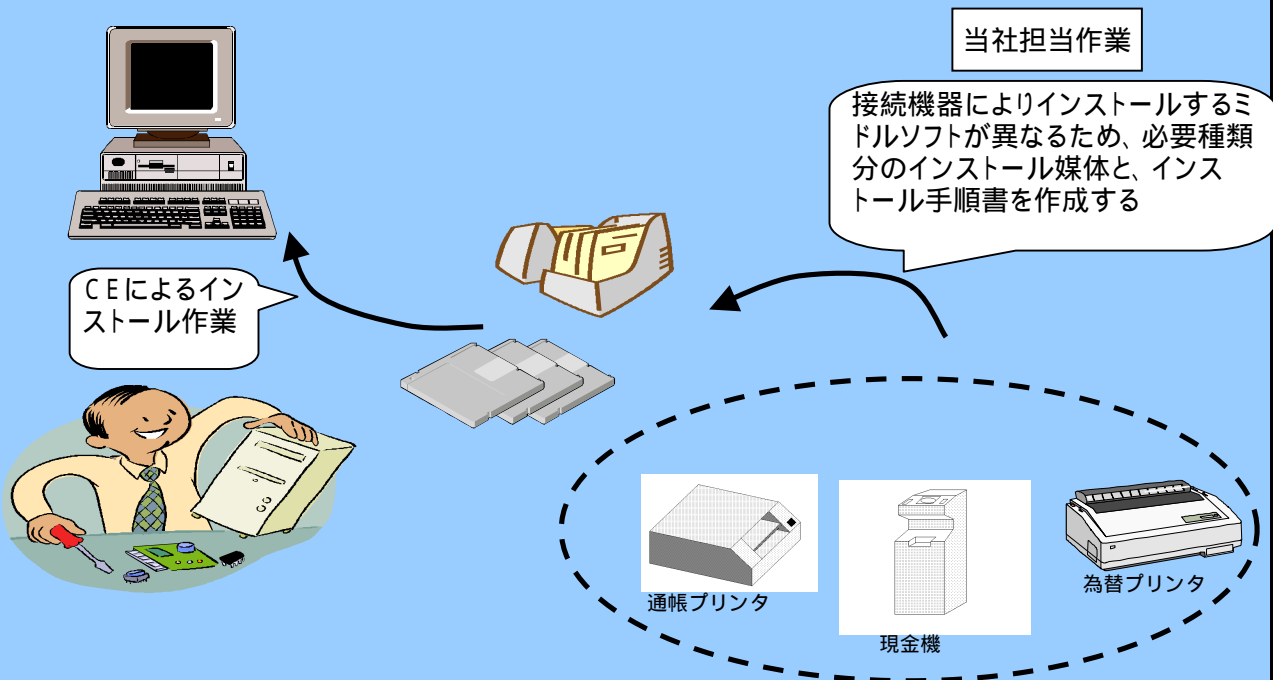 当社担当作業
接続機器によりインストールするミ
ドルソフトが異なるため、必要種類
分のインストール媒体と、インス
トール手順書を作成する
ＣＥによるイン
ストール作業
通帳プリンタ
現金機
為替プリンタ